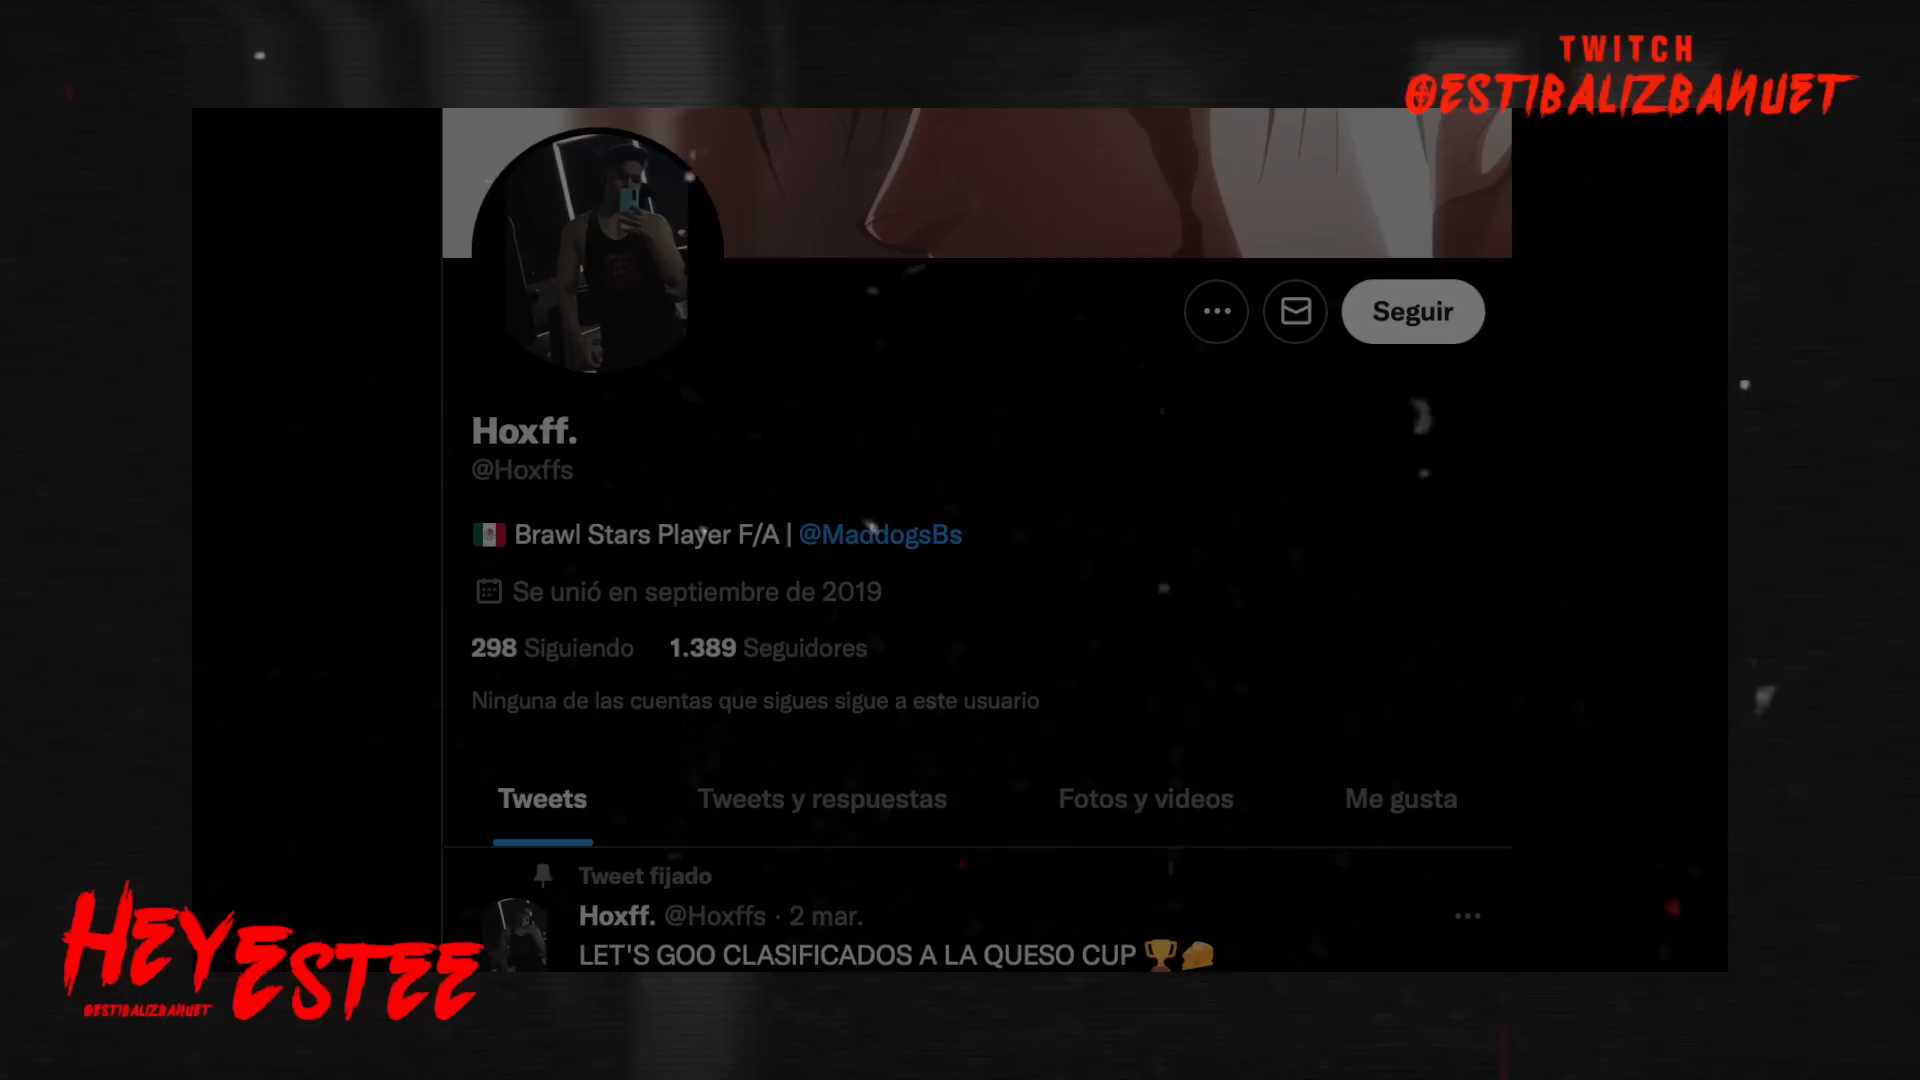 TWITCH
@ESTIBALIZBANUET
Seguir
Hoxff.
@Hoxffs
🇲🇽 Brawl Stars Player F/A | @MaddogsBs
Se unió en septiembre de 2019
298 Siguiendo 1.389 Seguidores
Ninguna de las cuentas que sigues sigue a este usuario
Tweets Tweets y respuestas Fotos y videos Me gusta
Tweet fijado
Hoxff. @Hoxffs · 2 mar.
LET'S GOO CLASIFICADOS A LA QUESO CUP 🏆🧀
HEYESTEE
@ESTIBALIZBANUET